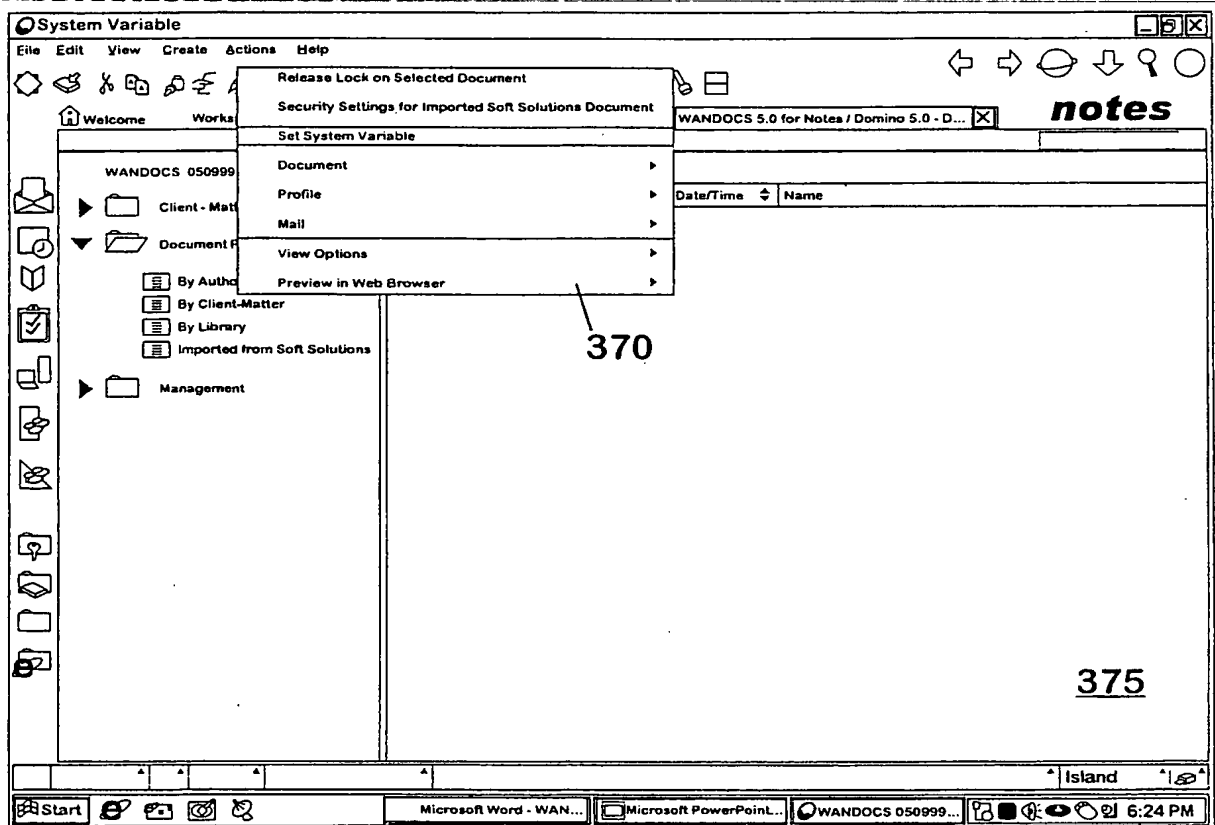 System Variable
File Edit View Create Actions Help
Release Lock on Selected Document
Security Settings for Imported Soft Solutions Document
Set System Variable
Document
Profile
Mail
View Options
Preview in Web Browser
notes
Welcome Works
WANDOCS 5.0 for Notes / Domino 5.0 - D...
WANDOCS 050999
Date/Time Name
Client - Matt
Document F
By Autho
By Client-Matter
By Library
Imported from Soft Solutions
Management
370
375
Island
Start
Microsoft Word - WAN...
Microsoft PowerPoint...
WANDOCS 050999...
6:24 PM